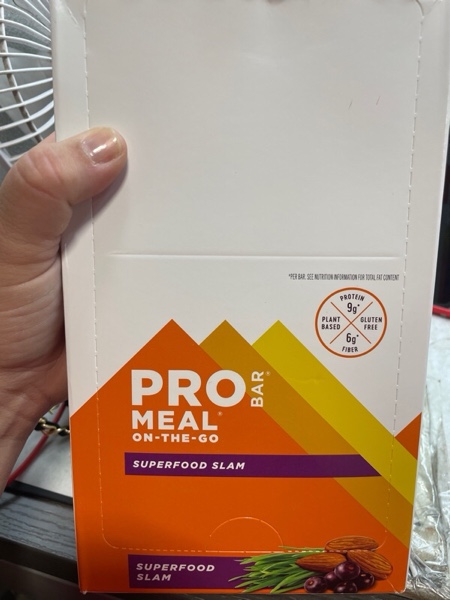 *PER BAR. SEE NUTRITION INFORMATION FOR TOTAL FAT CONTENT
PROTEIN
9g*
PLANT BASED
GLUTEN FREE
6g*
FIBER
PRO BAR®
MEAL®
ON-THE-GO
SUPERFOOD SLAM
SUPERFOOD
SLAM